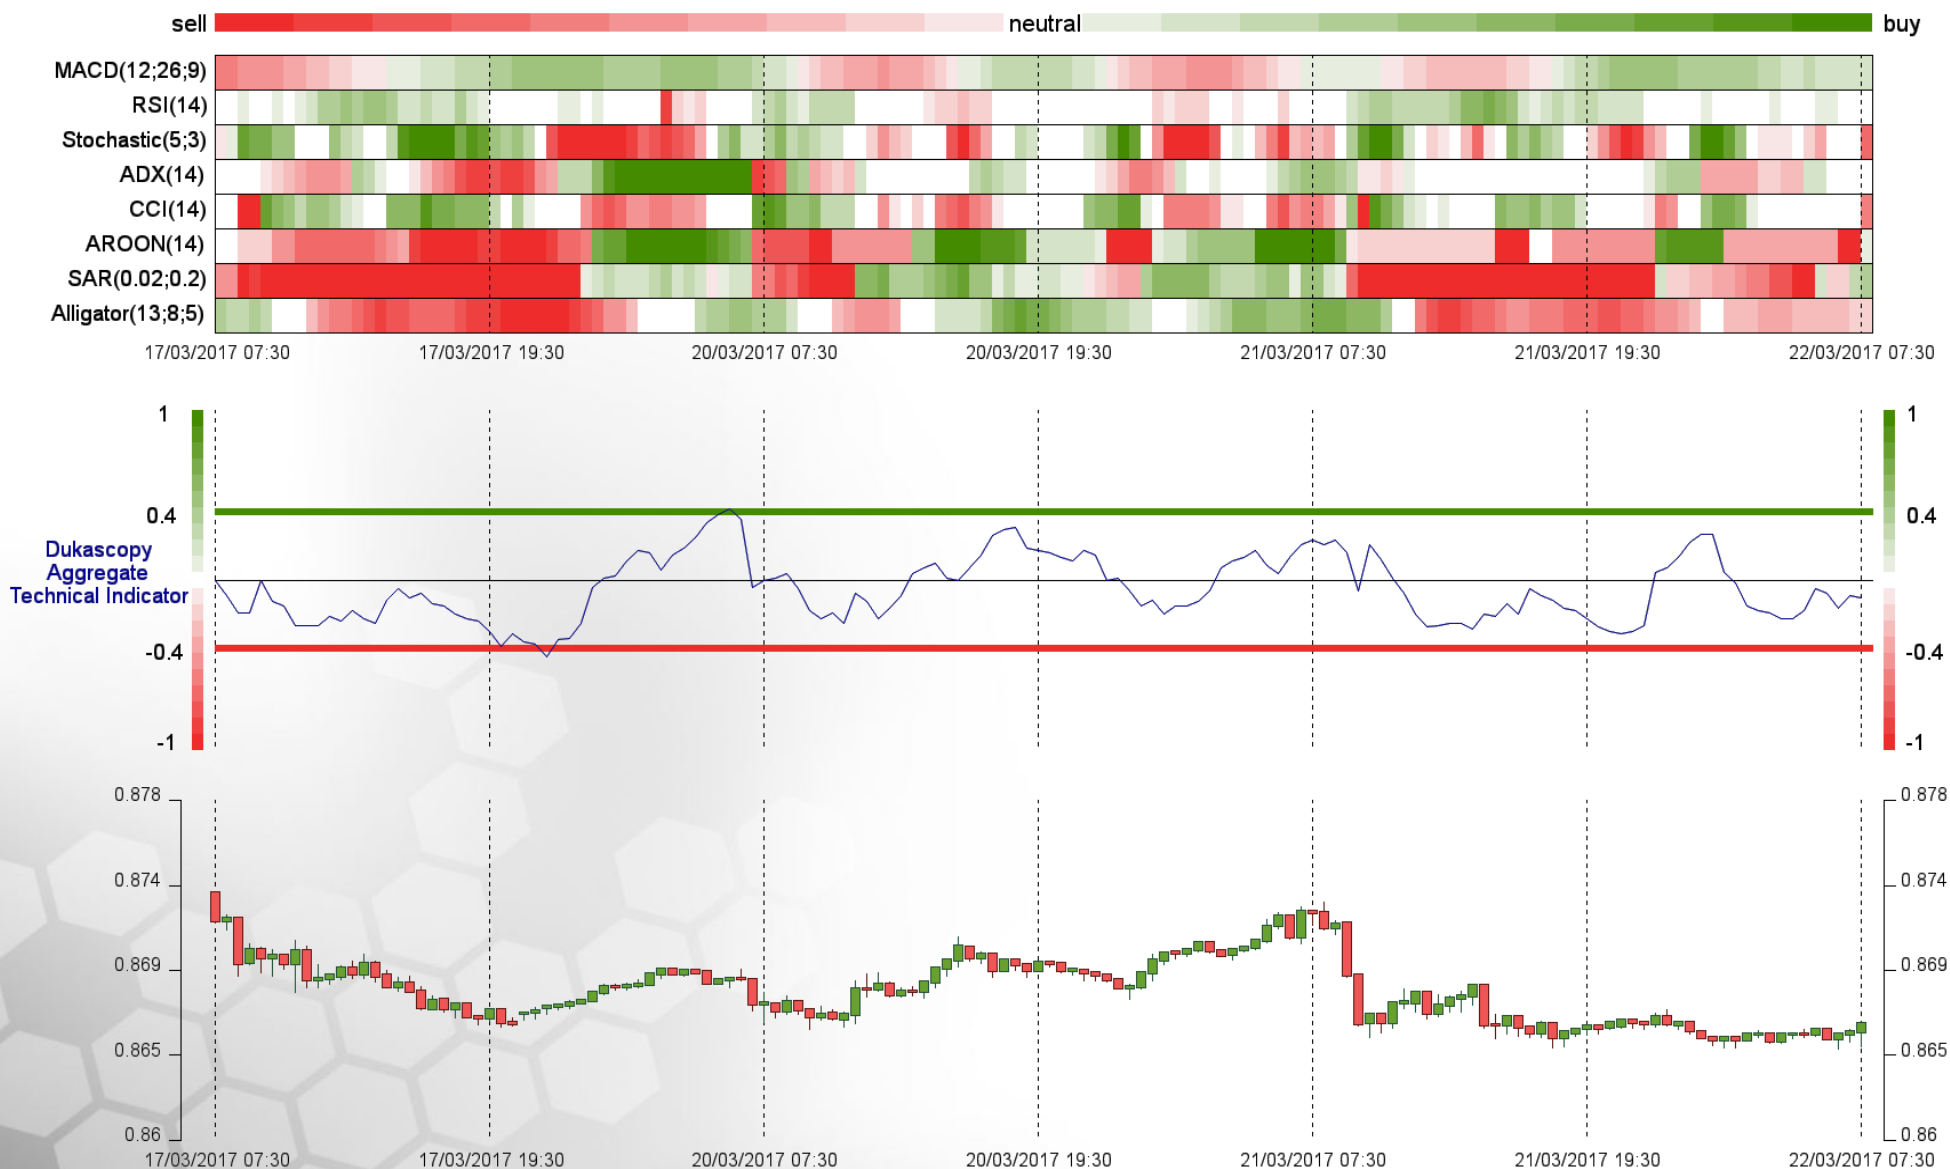 sell neutral buy
MACD(12;26;9)
RSI(14)
Stochastic(5;3)
ADX(14)
CCI(14)
AROON(14)
SAR(0.02;0.2)
Alligator(13;8;5)
17/03/2017 07:30 17/03/2017 19:30 20/03/2017 07:30 20/03/2017 19:30 21/03/2017 07:30 21/03/2017 19:30 22/03/2017 07:30
1 1
0.4 0.4
Dukascopy
Aggregate
Technical Indicator
-0.4 -0.4
-1 -1
0.878 0.878
0.874 0.874
0.869 0.869
0.865 0.865
0.86 0.86
17/03/2017 07:30 17/03/2017 19:30 20/03/2017 07:30 20/03/2017 19:30 21/03/2017 07:30 21/03/2017 19:30 22/03/2017 07:30